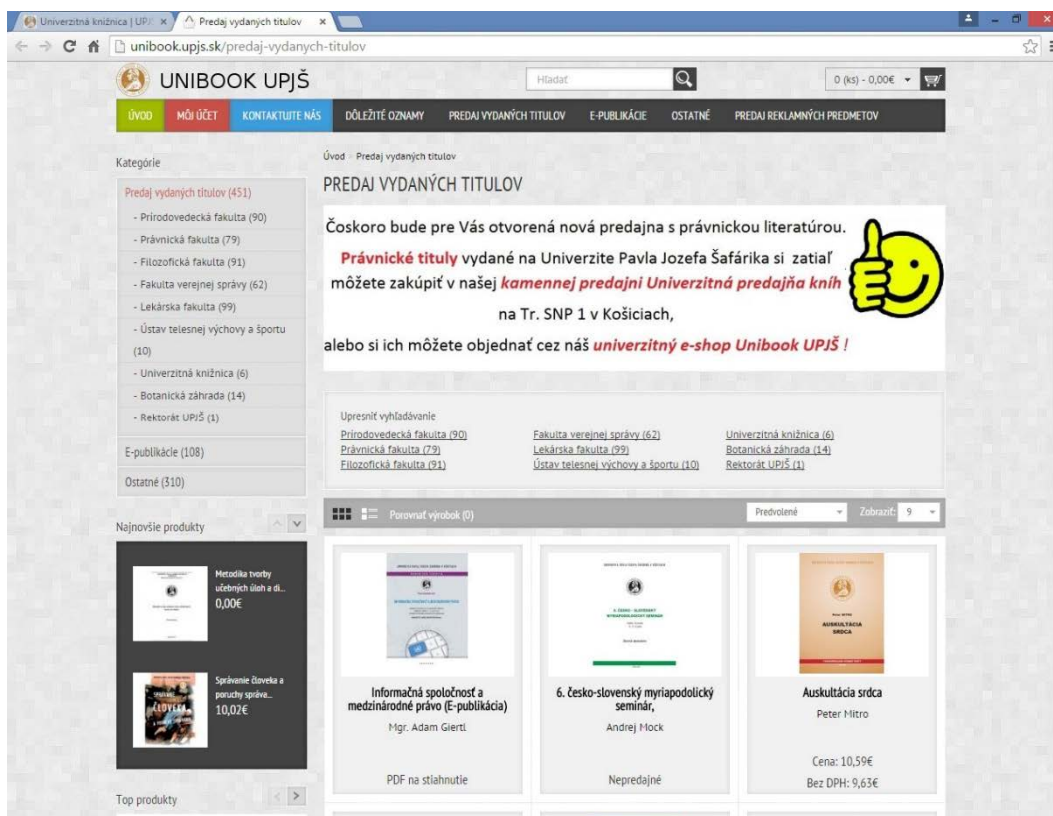 Univerzitná knižnica | UPJŠ
Predaj vydaných titulov
unibook.upjs.sk/predaj-vydanych-titulov
UNIBOOK UPJŠ
Hľadať
0 (ks) - 0,00€
ÚVOD
MÔJ ÚČET
KONTAKTUJTE NÁS
DÔLEŽITÉ OZNAMY
PREDAJ VYDANÝCH TITULOV
E-PUBLIKÁCIE
OSTATNÉ
PREDAJ REKLAMNÝCH PREDMETOV
Kategórie
Predaj vydaných titulov (451)
- Prírodovedecká fakulta (90)
- Právnická fakulta (79)
- Filozofická fakulta (91)
- Fakulta verejnej správy (62)
- Lekárska fakulta (99)
- Ústav telesnej výchovy a športu
(10)
- Univerzitná knižnica (6)
- Botanická záhrada (14)
- Rektorát UPJŠ (1)
E-publikácie (108)
Ostatné (310)
Najnovšie produkty
Metodika tvorby
učebných úloh a di...
0,00€
Správanie človeka a
poruchy správa...
10,02€
Top produkty
Úvod » Predaj vydaných titulov
PREDAJ VYDANÝCH TITULOV
Čoskoro bude pre Vás otvorená nová predajna s právnickou literatúrou.
Právnické tituly vydané na Univerzite Pavla Jozefa Šafárika si zatiaľ
môžete zakúpiť v našej kamennej predajni Univerzitná predajňa kníh
na Tr. SNP 1 v Košiciach,
alebo si ich môžete objednať cez náš univerzitný e-shop Unibook UPJŠ !
Upresniť vyhľadávanie
Prírodovedecká fakulta (90)
Právnická fakulta (79)
Filozofická fakulta (91)
Fakulta verejnej správy (62)
Lekárska fakulta (99)
Ústav telesnej výchovy a športu (10)
Univerzitná knižnica (6)
Botanická záhrada (14)
Rektorát UPJŠ (1)
Porovnať výrobok (0)
Predvolené
Zobraziť: 9
Informačná spoločnosť a
medzinárodné právo (E-publikácia)
Mgr. Adam Giertl
PDF na stiahnutie
6. česko-slovenský myriapodolický
seminár,
Andrej Mock
Nepredajné
Peter MITRO
AUSKULTÁCIA
SRDCA
Auskultácia srdca
Peter Mitro
Cena: 10,59€
Bez DPH: 9,63€